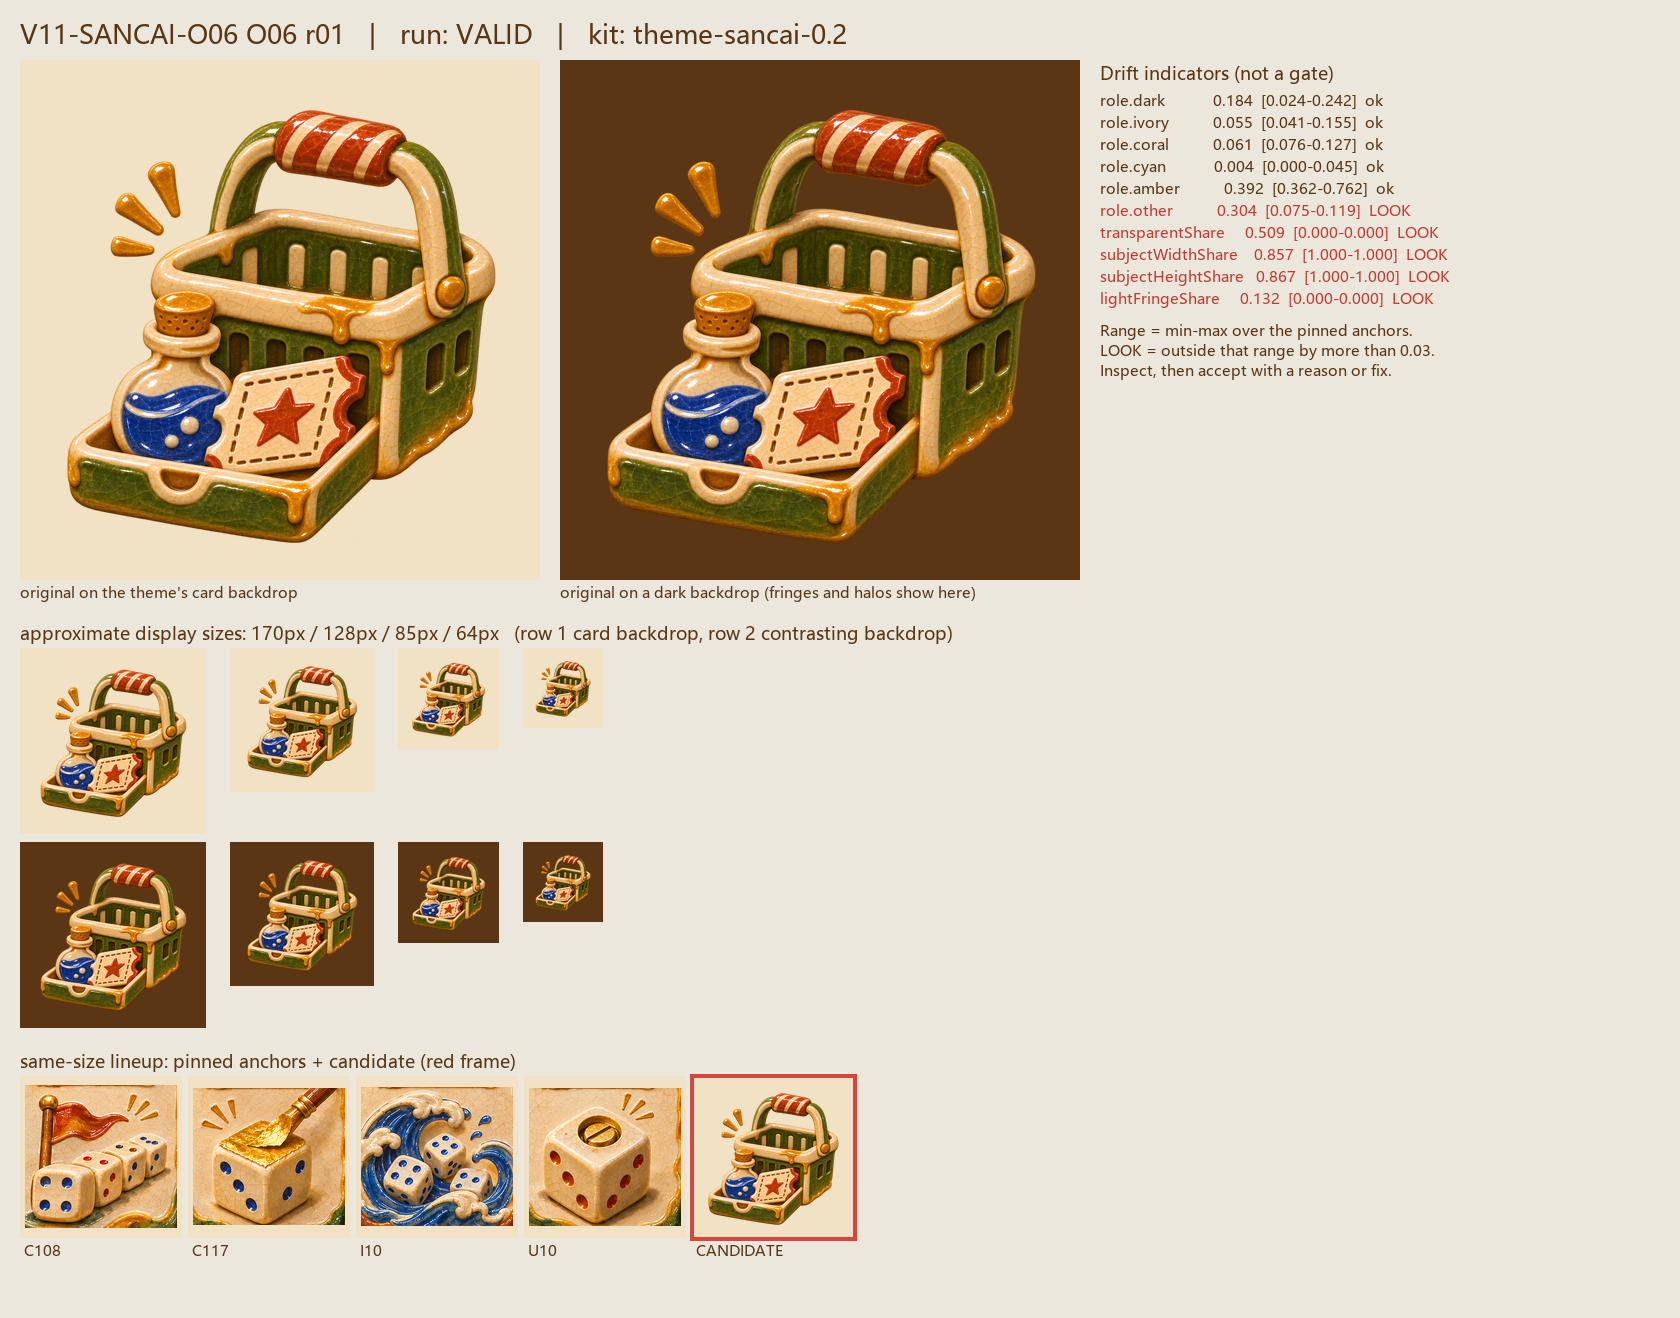 V11-SANCAI-O06 O06 r01 | run: VALID | kit: theme-sancai-0.2
Drift indicators (not a gate)
role.dark 0.184 [0.024-0.242] ok
role.ivory 0.055 [0.041-0.155] ok
role.coral 0.061 [0.076-0.127] ok
role.cyan 0.004 [0.000-0.045] ok
role.amber 0.392 [0.362-0.762] ok
role.other 0.304 [0.075-0.119] LOOK
transparentShare 0.509 [0.000-0.000] LOOK
subjectWidthShare 0.857 [1.000-1.000] LOOK
subjectHeightShare 0.867 [1.000-1.000] LOOK
lightFringeShare 0.132 [0.000-0.000] LOOK
Range = min-max over the pinned anchors.
LOOK = outside that range by more than 0.03.
Inspect, then accept with a reason or fix.
original on the theme's card backdrop
original on a dark backdrop (fringes and halos show here)
approximate display sizes: 170px / 128px / 85px / 64px (row 1 card backdrop, row 2 contrasting backdrop)
same-size lineup: pinned anchors + candidate (red frame)
C108
C117
I10
U10
CANDIDATE